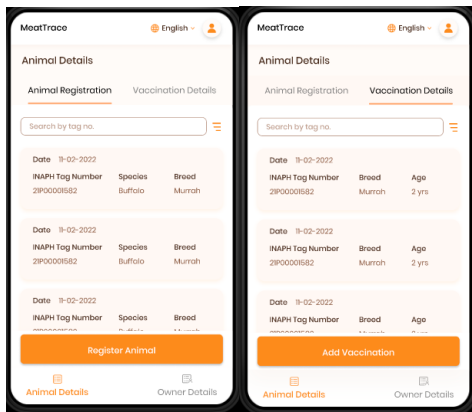 MeatTrace English
Animal Details
Animal Registration Vaccination Details
Search by tag no.
Date 11-02-2022
INAPH Tag Number Species Breed
21P00001582 Buffalo Murrah
Date 11-02-2022
INAPH Tag Number Species Breed
21P00001582 Buffalo Murrah
Date 11-02-2022
INAPH Tag Number Species Breed
Register Animal
Animal Details Owner Details
MeatTrace English
Animal Details
Animal Registration Vaccination Details
Search by tag no.
Date 11-02-2022
INAPH Tag Number Breed Age
21P00001582 Murrah 2 yrs
Date 11-02-2022
INAPH Tag Number Breed Age
21P00001582 Murrah 2 yrs
Date 11-02-2022
INAPH Tag Number Breed Age
Add Vaccination
Animal Details Owner Details